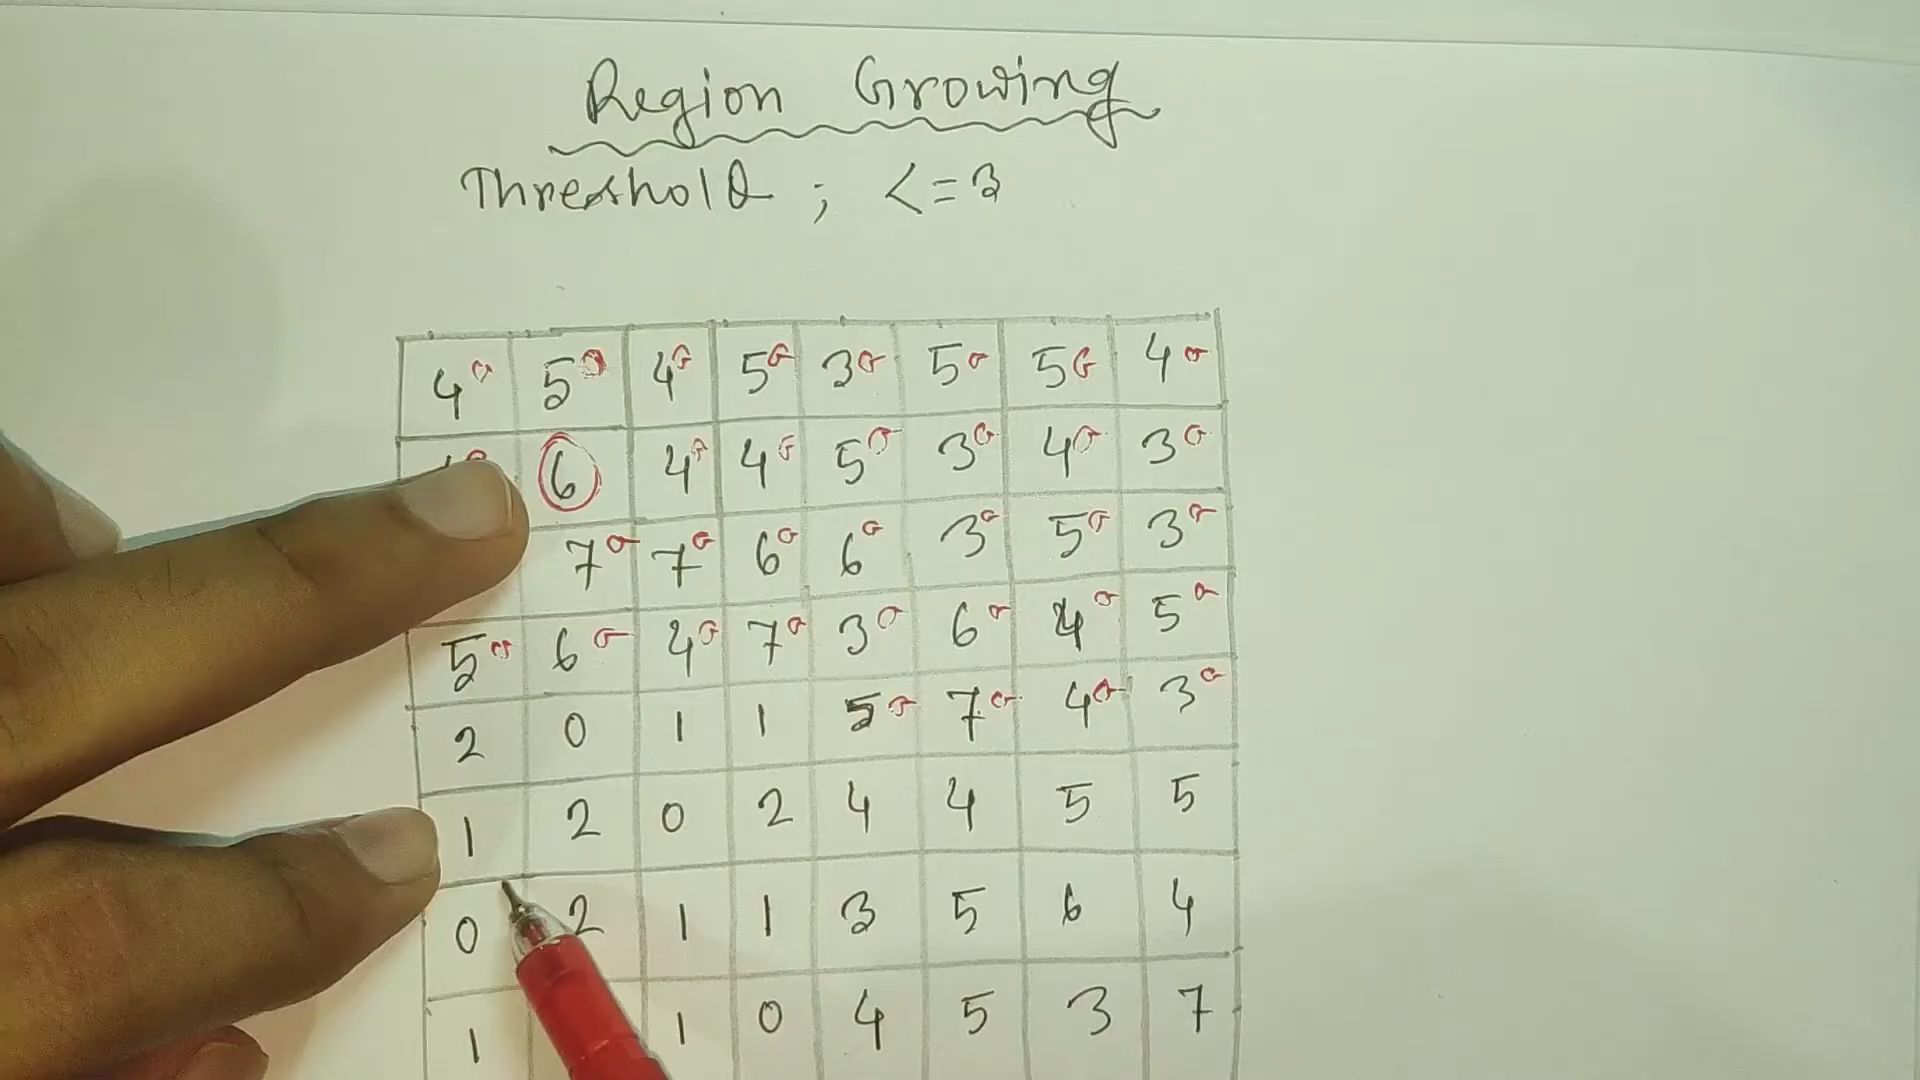 Region Growing
Threshold ; <=3
4 5 4 5 3 5 5 4
6 4 4 5 3 4 3
7 7 6 6 3 5 3
5 6 4 7 3 6 4 5
2 0 1 1 5 7 4 3
1 2 0 2 4 4 5 5
0 2 1 1 3 5 6 4
1 1 0 4 5 3 7